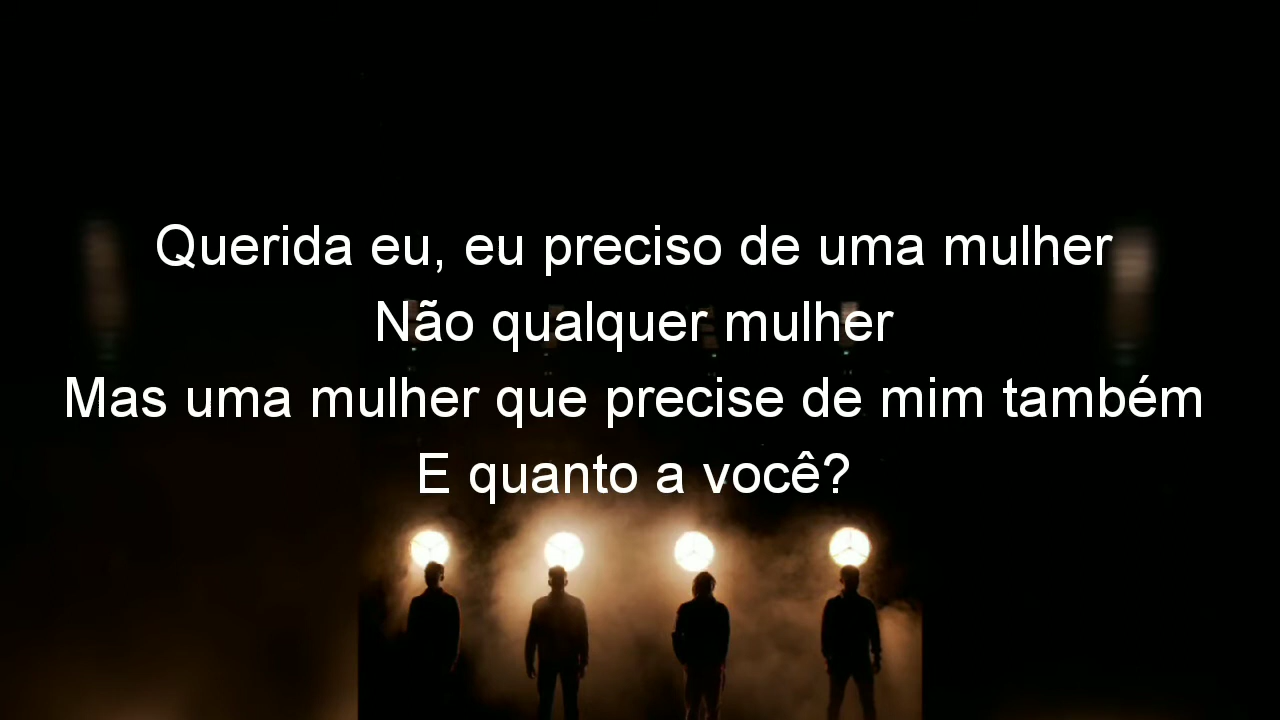 Querida eu, eu preciso de uma mulher
Não qualquer mulher
Mas uma mulher que precise de mim também
E quanto a você?